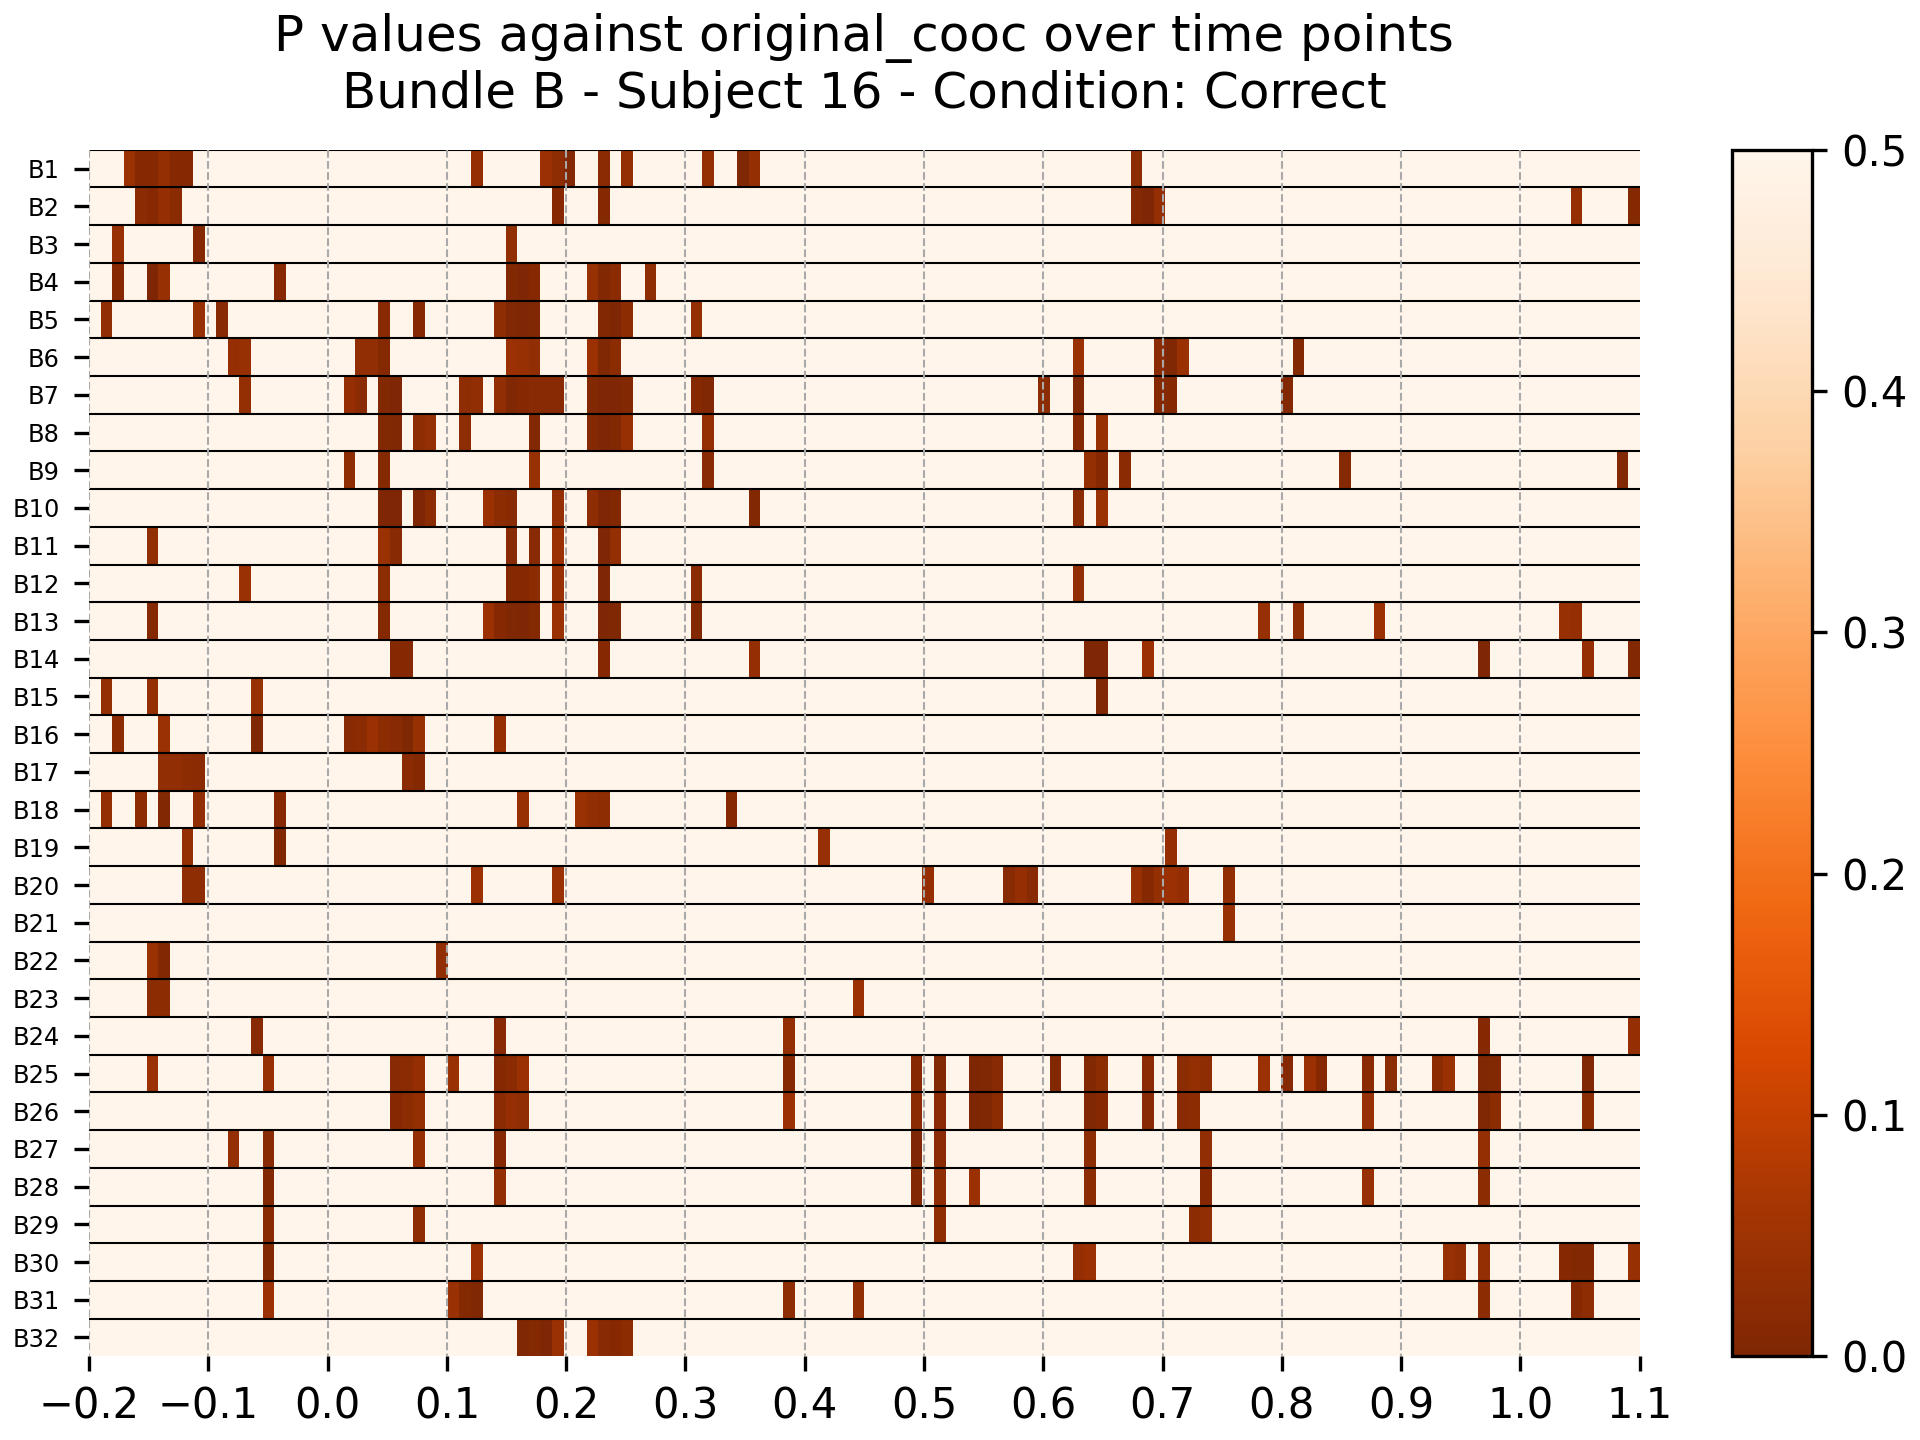 P values against original_cooc over time points
Bundle B - Subject 16 - Condition: Correct
B1
B2
B3
B4
B5
B6
B7
B8
B9
B10
B11
B12
B13
B14
B15
B16
B17
B18
B19
B20
B21
B22
B23
B24
B25
B26
B27
B28
B29
B30
B31
B32
−0.2 −0.1 0.0 0.1 0.2 0.3 0.4 0.5 0.6 0.7 0.8 0.9 1.0 1.1
0.5
0.4
0.3
0.2
0.1
0.0